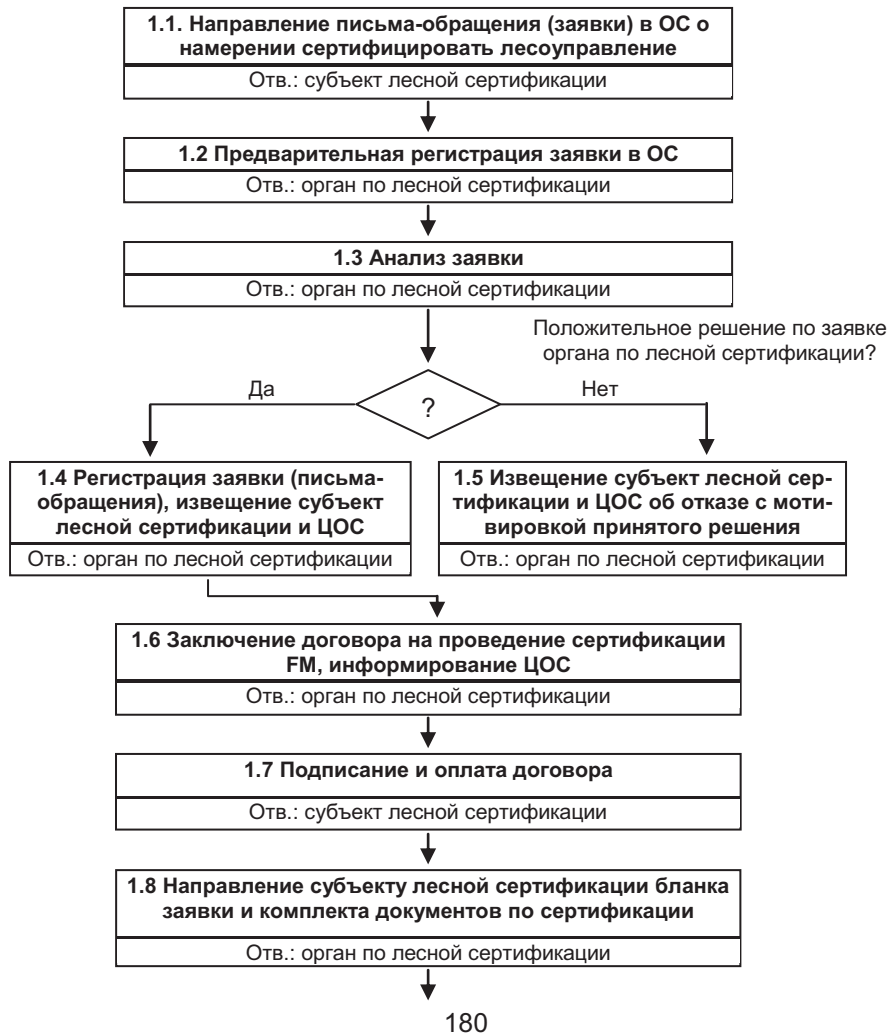 1.1. Направление письма-обращения (заявки) в ОС о
намерении сертифицировать лесоуправление
Отв.: субъект лесной сертификации
1.2 Предварительная регистрация заявки в ОС
Отв.: орган по лесной сертификации
1.3 Анализ заявки
Отв.: орган по лесной сертификации
Положительное решение по заявке
органа по лесной сертификации?
Да
?
Нет
1.4 Регистрация заявки (письма-
обращения), извещение субъект
лесной сертификации и ЦОС
Отв.: орган по лесной сертификации
1.5 Извещение субъект лесной сер-
тификации и ЦОС об отказе с моти-
вировкой принятого решения
Отв.: орган по лесной сертификации
1.6 Заключение договора на проведение сертификации
FM, информирование ЦОС
Отв.: орган по лесной сертификации
1.7 Подписание и оплата договора
Отв.: субъект лесной сертификации
1.8 Направление субъекту лесной сертификации бланка
заявки и комплекта документов по сертификации
Отв.: орган по лесной сертификации
180